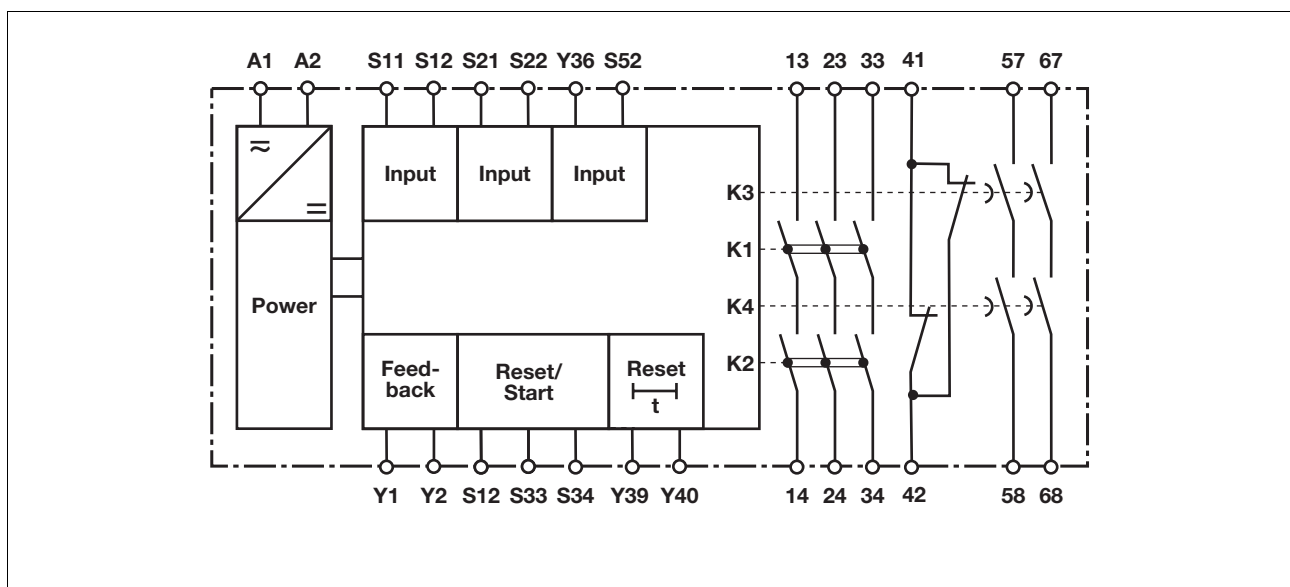 A1 A2 S11 S12 S21 S22 Y36 S52 13 23 33 41 57 67
Input Input Input
K3
K1
Power
K4
Feed-
back
Reset/
Start
Reset
t
K2
Y1 Y2 S12 S33 S34 Y39 Y40 14 24 34 42 58 68